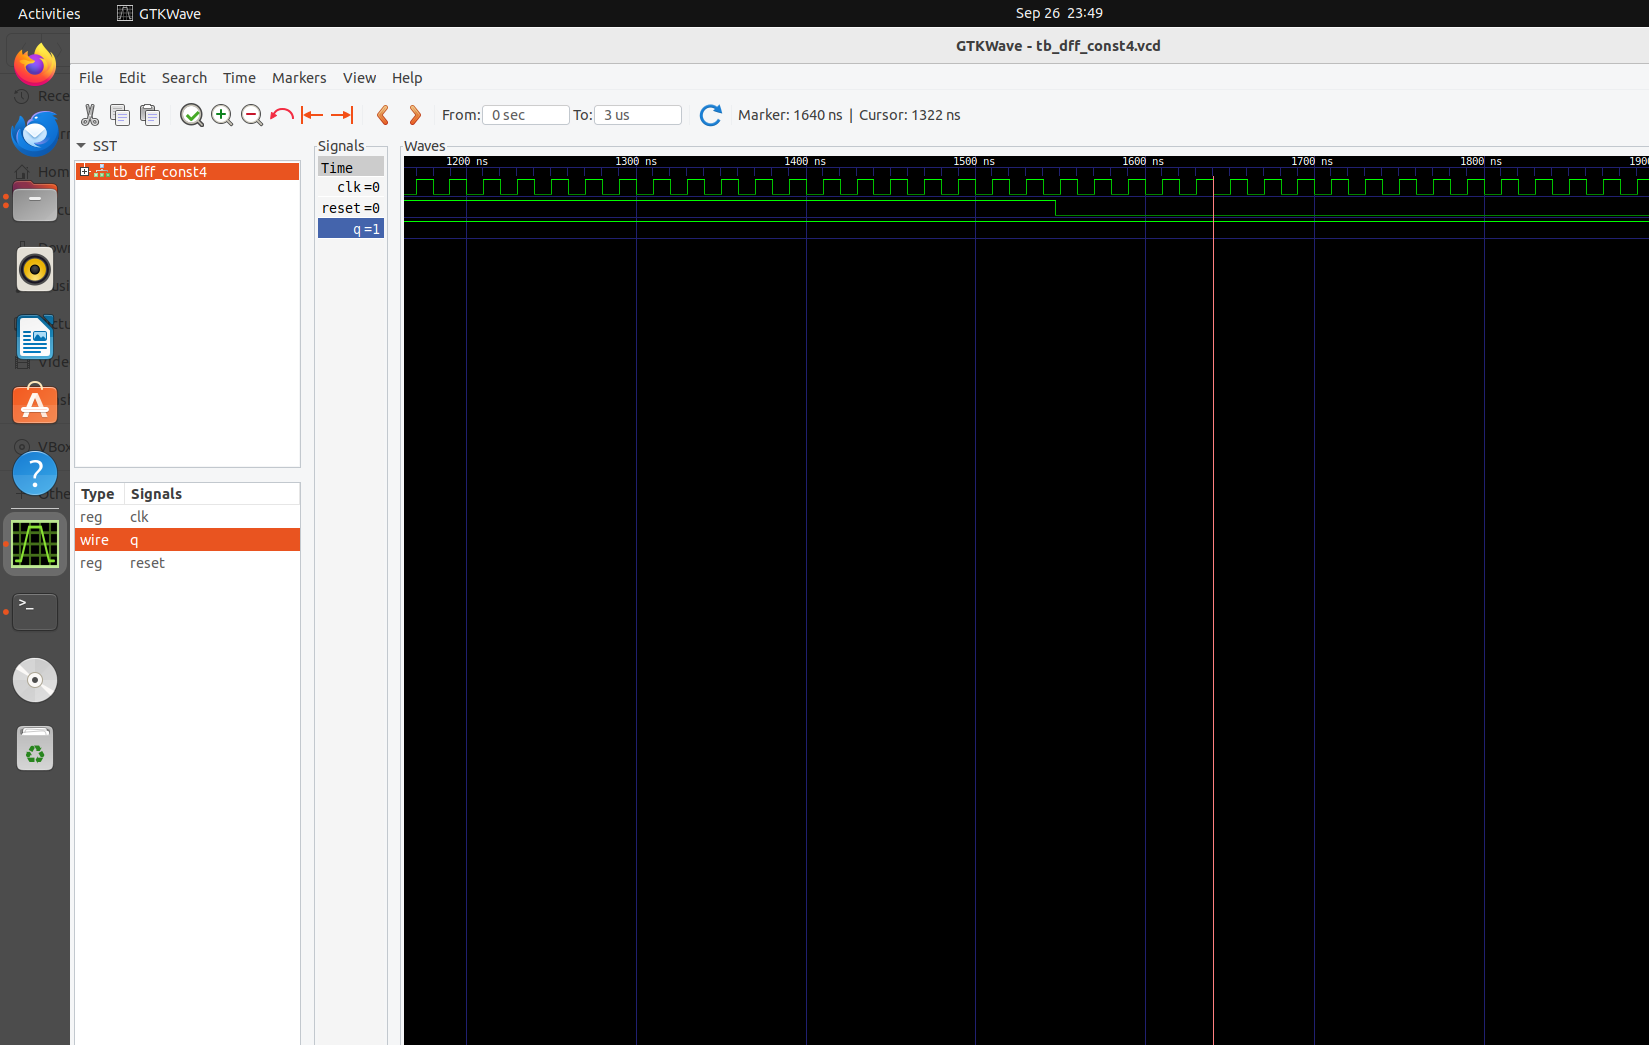 Activities GTKWave Sep 26 23:49
GTKWave - tb_dff_const4.vcd
File Edit Search Time Markers View Help
From: 0 sec To: 3 us Marker: 1640 ns | Cursor: 1322 ns
SST
tb_dff_const4
Signals
Time
clk=0
reset=0
q=1
Waves
1200 ns 1300 ns 1400 ns 1500 ns 1600 ns 1700 ns 1800 ns 190
Type Signals
reg clk
wire q
reg reset